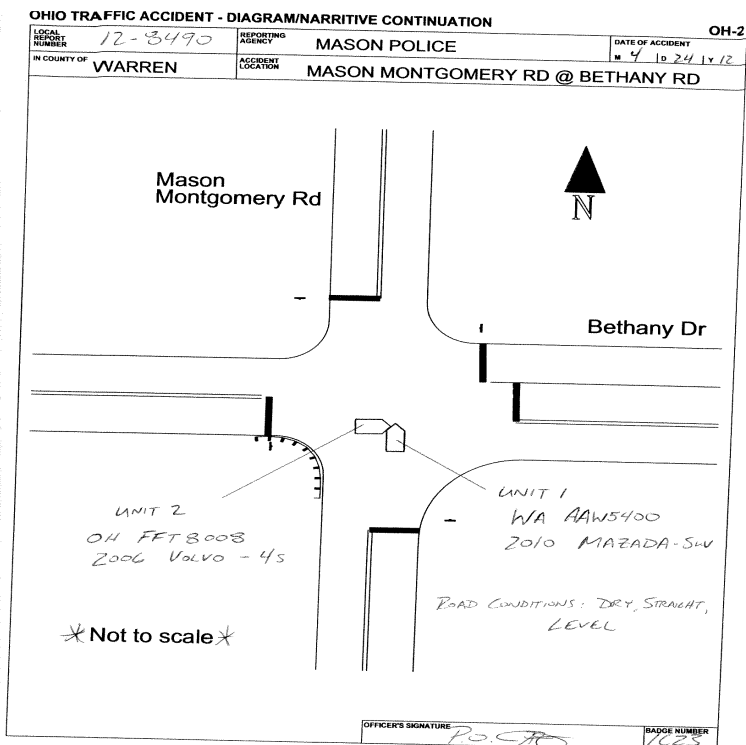 OHIO TRAFFIC ACCIDENT - DIAGRAM/NARRITIVE CONTINUATION
OH-2
LOCAL REPORT NUMBER 12-3490 REPORTING AGENCY MASON POLICE DATE OF ACCIDENT M 4 D 24 Y 12
IN COUNTY OF WARREN ACCIDENT LOCATION MASON MONTGOMERY RD @ BETHANY RD
Mason
Montgomery Rd
N
Bethany Dr
UNIT 2
OH FFT8008
2006 VOLVO - 4S
UNIT 1
WA AAW5400
2010 MAZADA-SUV
ROAD CONDITIONS: DRY, STRAIGHT,
LEVEL
*Not to scale*
OFFICER'S SIGNATURE P.O. BADGE NUMBER